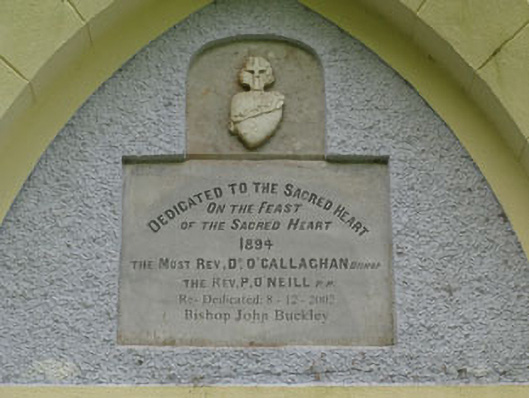 DEDICATED TO THE SACRED HEART
ON THE FEAST
OF THE SACRED HEART
1894
THE MOST REV. Dr. O'CALLAGHAN BISHOP
THE REV. P. O'NEILL P.P.
Re-Dedicated: 8-12-2002
Bishop John Buckley